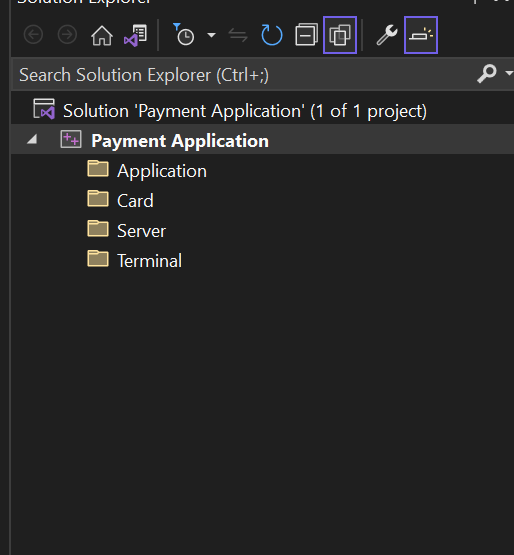 Solution Explorer
Search Solution Explorer (Ctrl+;)
Solution 'Payment Application' (1 of 1 project)
Payment Application
Application
Card
Server
Terminal